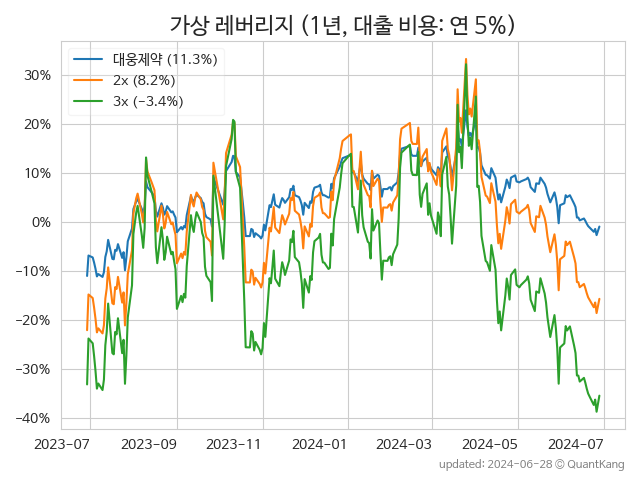 가상 레버리지 (1년, 대출 비용: 연 5%)
대웅제약 (11.3%)
2x (8.2%)
3x (−3.4%)
30%
20%
10%
0%
−10%
−20%
−30%
−40%
2023-07 2023-09 2023-11 2024-01 2024-03 2024-05 2024-07
updated: 2024-06-28 © QuantKang